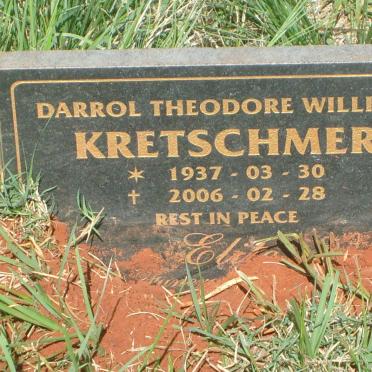 DARROL THEODORE WILLI
KRETSCHMER
* 1937 - 03 - 30
† 2006 - 02 - 28
REST IN PEACE